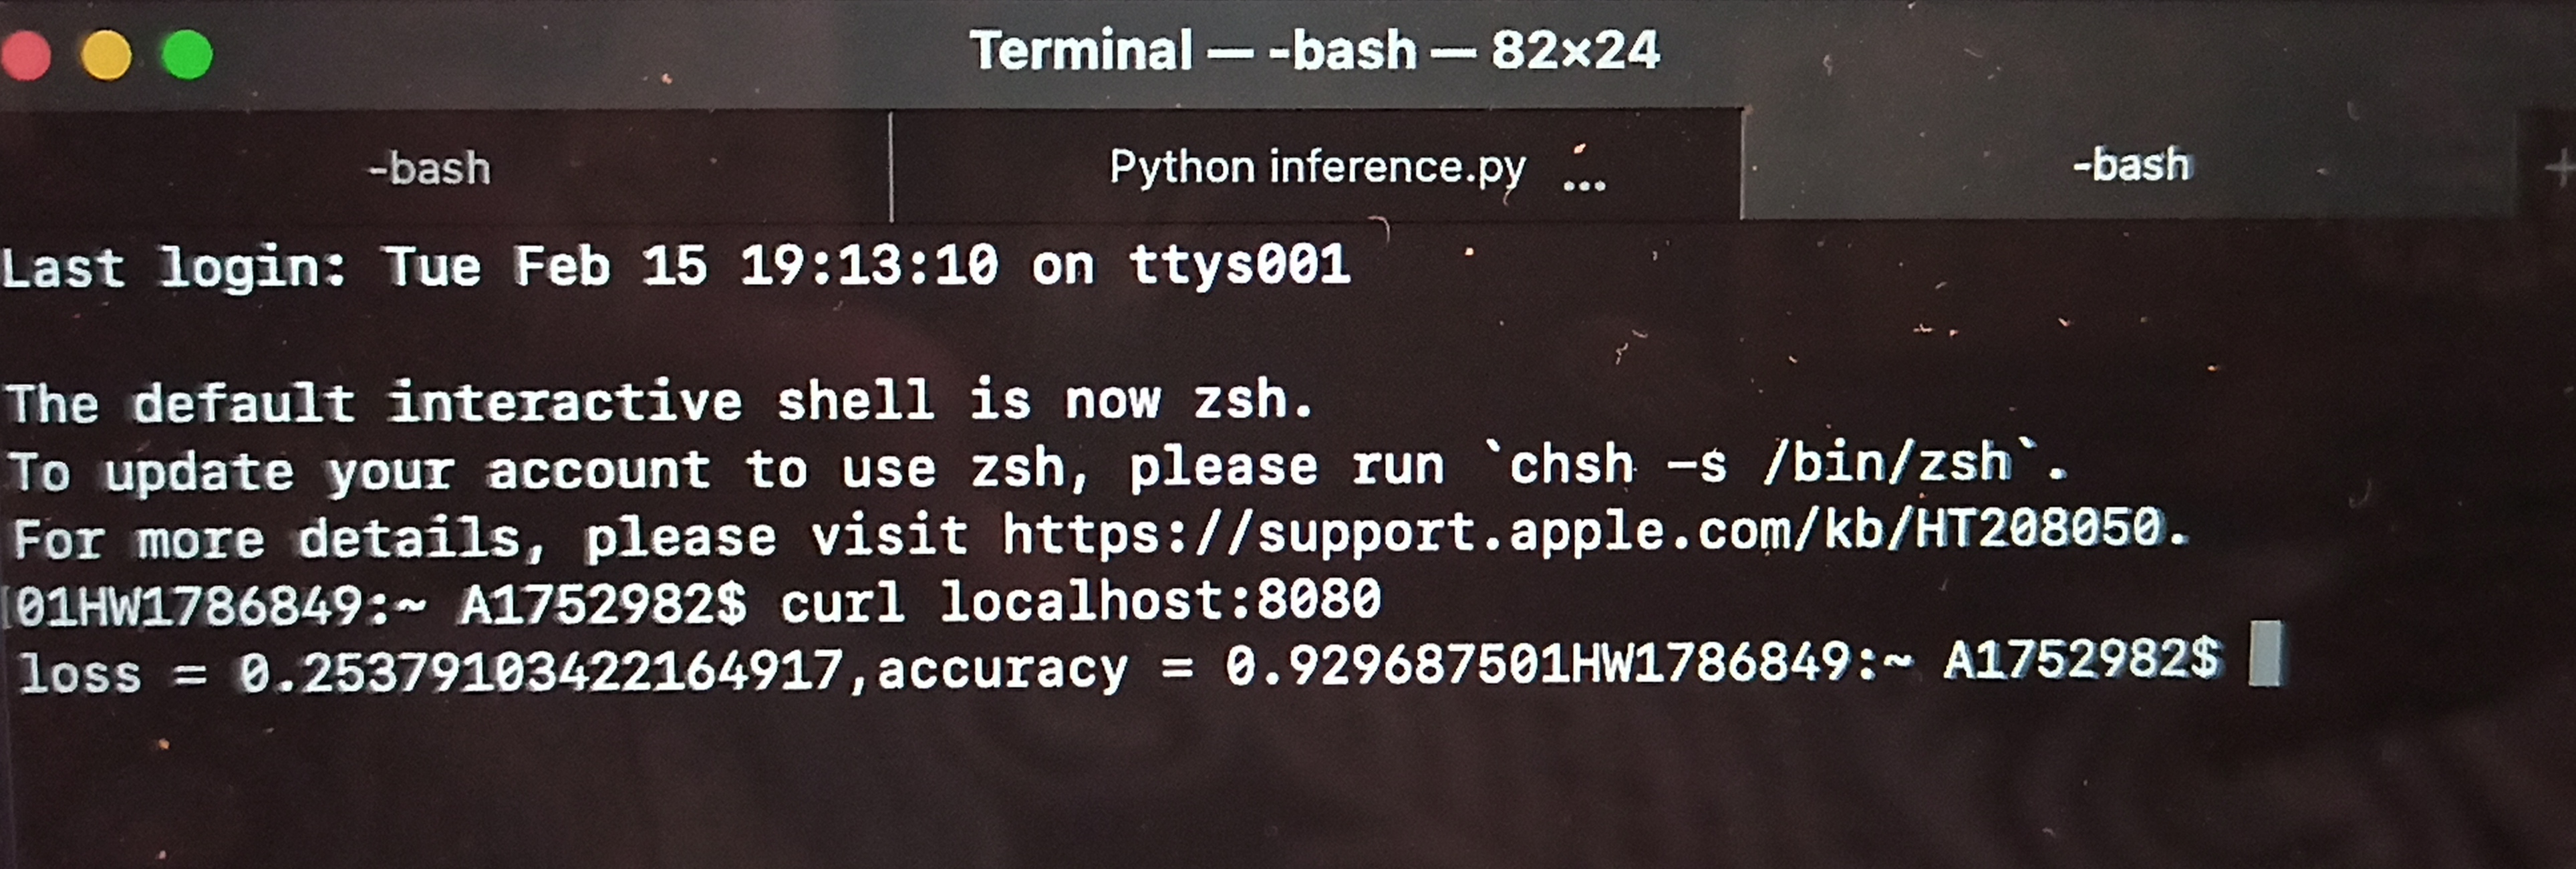 Terminal — -bash — 82×24
-bash
Python inference.py ...
-bash
+
Last login: Tue Feb 15 19:13:10 on ttys001
The default interactive shell is now zsh.
To update your account to use zsh, please run `chsh -s /bin/zsh`.
For more details, please visit https://support.apple.com/kb/HT208050.
[01HW1786849:~ A1752982$ curl localhost:8080
loss = 0.25379103422164917,accuracy = 0.929687501HW1786849:~ A1752982$